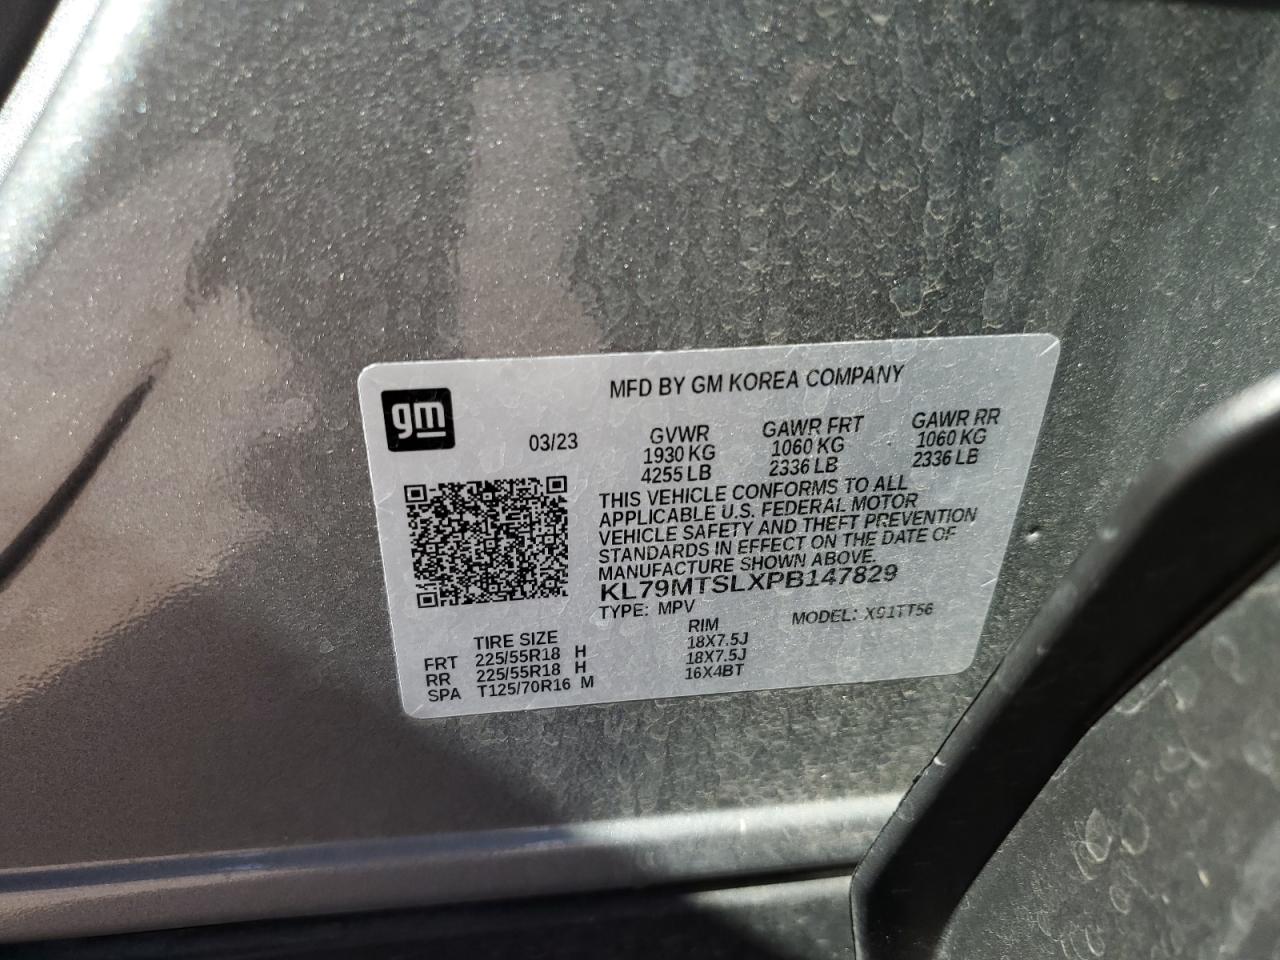 MFD BY GM KOREA COMPANY
gm
03/23 GVWR GAWR FRT GAWR RR
1930 KG 1060 KG 1060 KG
4255 LB 2336 LB 2336 LB
THIS VEHICLE CONFORMS TO ALL
APPLICABLE U.S. FEDERAL MOTOR
VEHICLE SAFETY AND THEFT PREVENTION
STANDARDS IN EFFECT ON THE DATE OF
MANUFACTURE SHOWN ABOVE.
KL79MTSLXPB147829
TYPE: MPV MODEL: X91TT56
TIRE SIZE RIM
FRT 225/55R18 H 18X7.5J
RR 225/55R18 H 18X7.5J
SPA T125/70R16 M 16X4BT